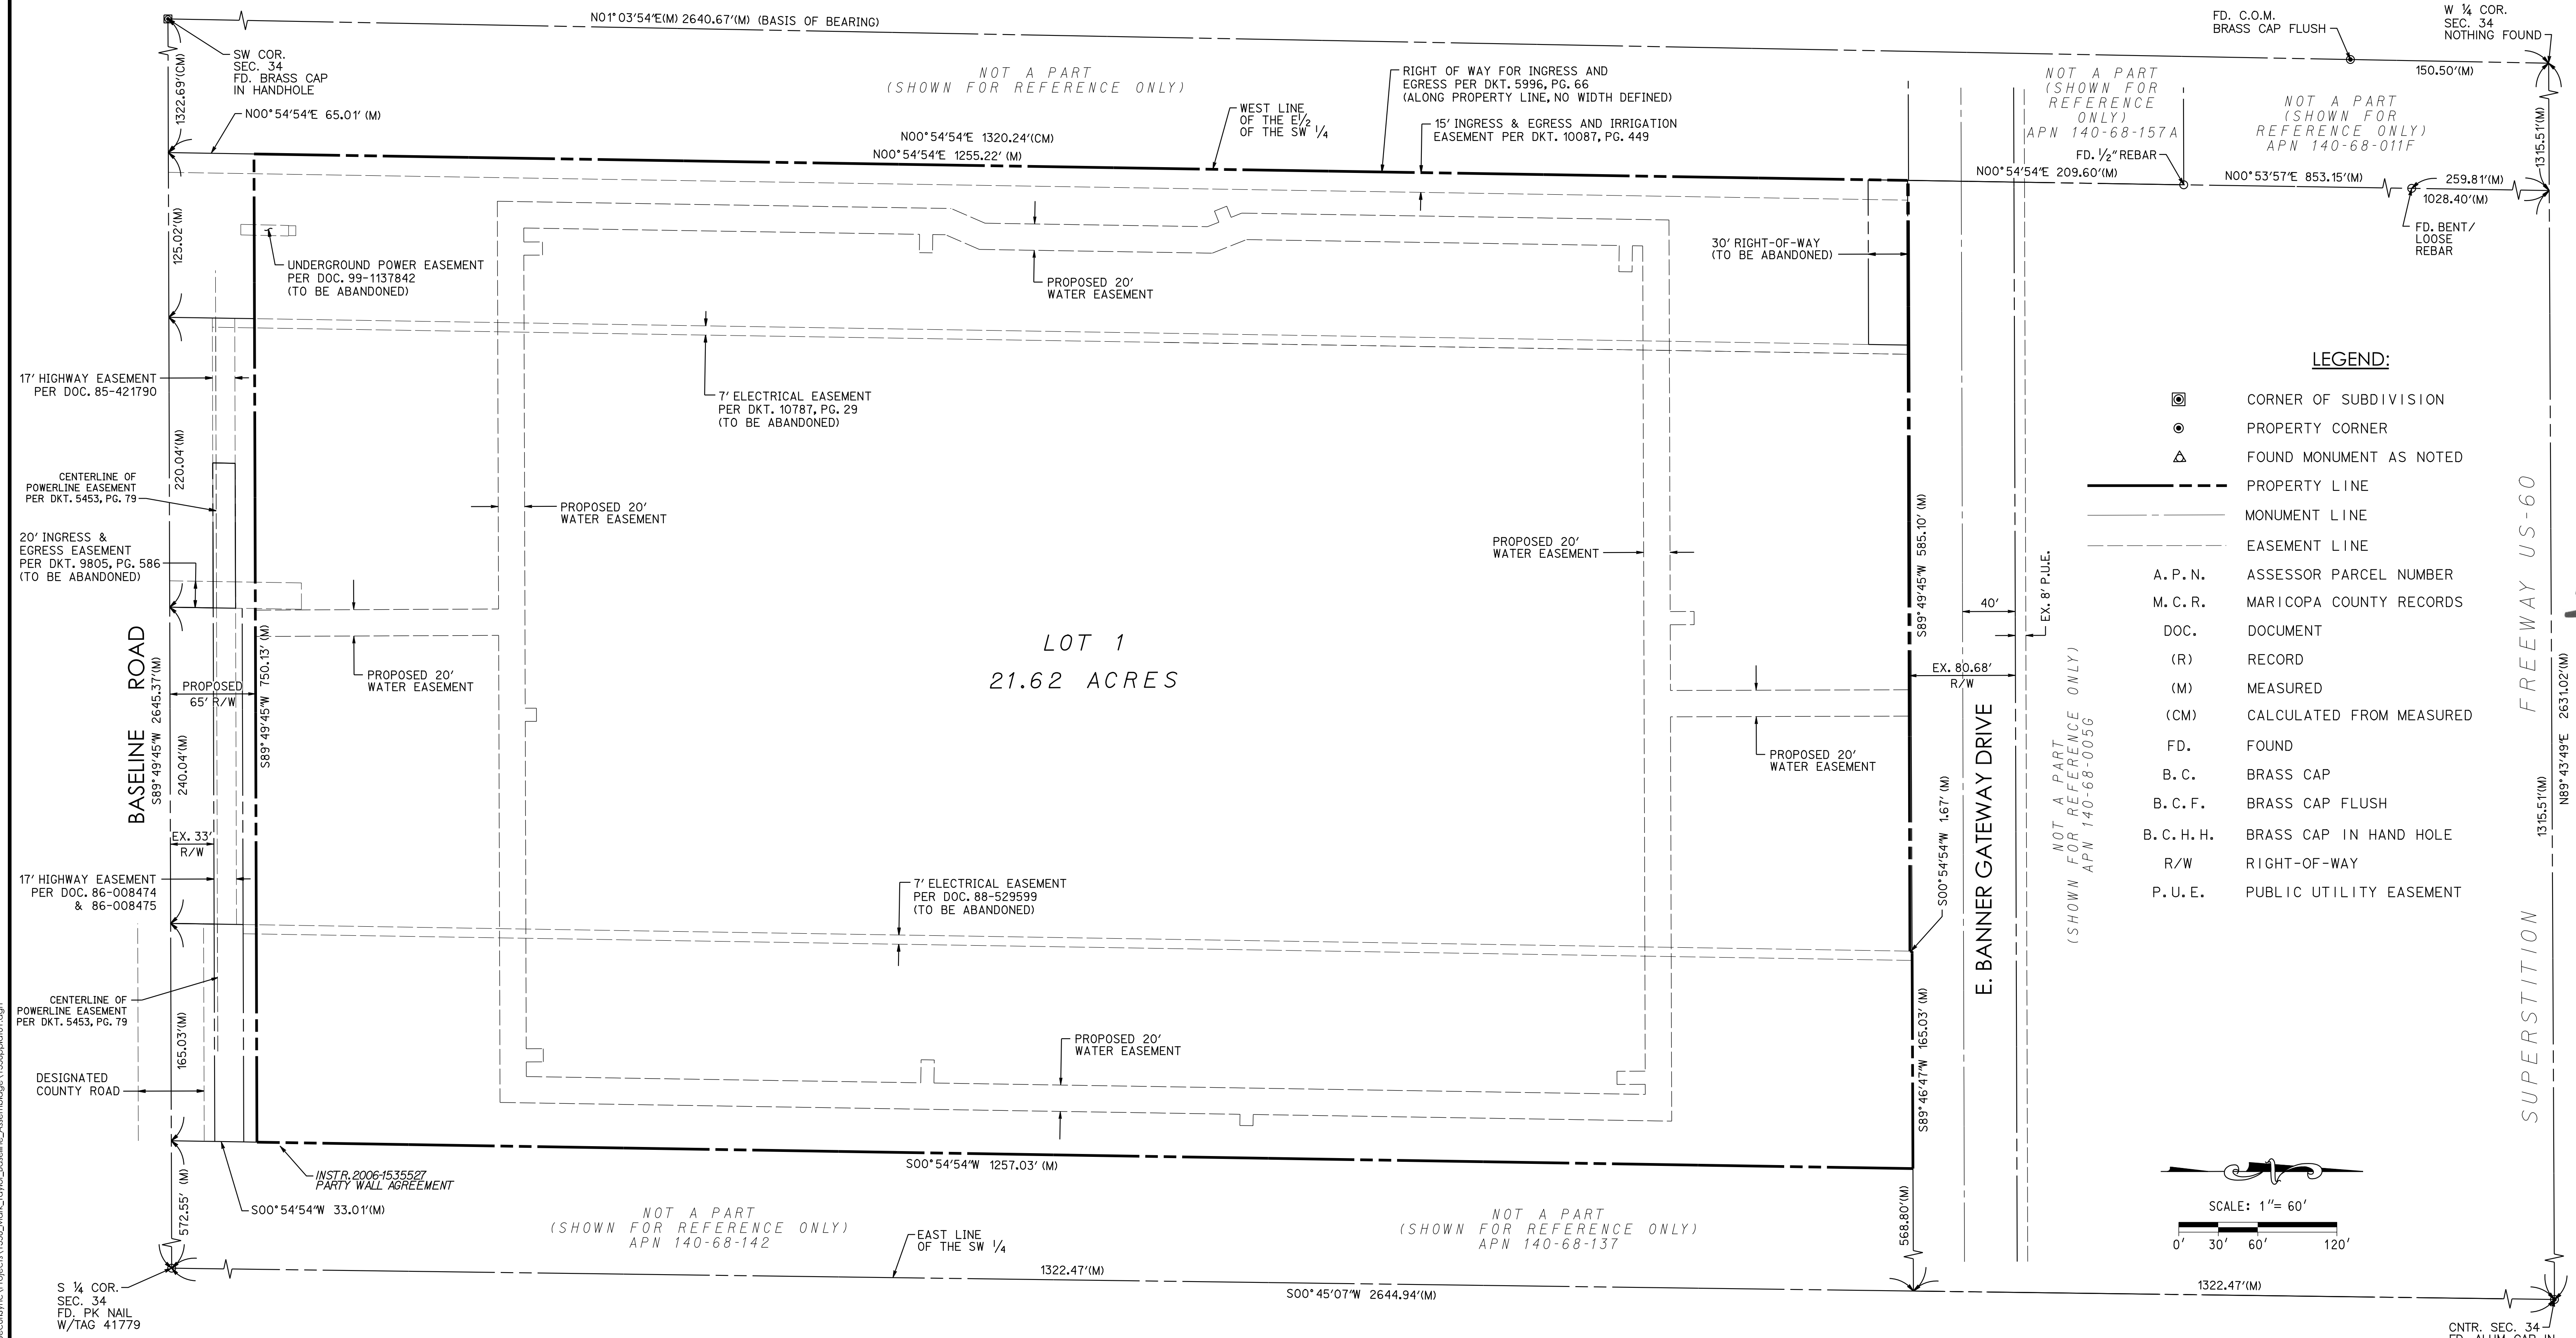 N01°03'54"E(M) 2640.67'(M) (BASIS OF BEARING)
FD. C.O.M.
BRASS CAP FLUSH
W ¼ COR.
SEC. 34
NOTHING FOUND
150.50'(M)
SW COR.
SEC. 34
FD. BRASS CAP
IN HANDHOLE
1322.69'(CM)
N00°54'54"E 65.01' (M)
NOT A PART
(SHOWN FOR REFERENCE ONLY)
RIGHT OF WAY FOR INGRESS AND
EGRESS PER DKT. 5996, PG. 66
(ALONG PROPERTY LINE, NO WIDTH DEFINED)
WEST LINE
OF THE E½
OF THE SW ¼
15' INGRESS & EGRESS AND IRRIGATION
EASEMENT PER DKT. 10087, PG. 449
N00°54'54"E 1320.24'(CM)
N00°54'54"E 1255.22' (M)
NOT A PART
(SHOWN FOR
REFERENCE
ONLY)
APN 140-68-157A
NOT A PART
(SHOWN FOR
REFERENCE ONLY)
APN 140-68-011F
1315.51'(M)
FD. ½" REBAR
N00°54'54"E 209.60'(M)
N00°53'57"E 853.15'(M)
259.81'(M)
1028.40'(M)
FD. BENT/
LOOSE
REBAR
125.02'(M)
UNDERGROUND POWER EASEMENT
PER DOC. 99-1137842
(TO BE ABANDONED)
PROPOSED 20'
WATER EASEMENT
30' RIGHT-OF-WAY
(TO BE ABANDONED)
17' HIGHWAY EASEMENT
PER DOC. 85-421790
7' ELECTRICAL EASEMENT
PER DKT. 10787, PG. 29
(TO BE ABANDONED)
220.04'(M)
CENTERLINE OF
POWERLINE EASEMENT
PER DKT. 5453, PG. 79
PROPOSED 20'
WATER EASEMENT
PROPOSED 20'
WATER EASEMENT
20' INGRESS &
EGRESS EASEMENT
PER DKT. 9805, PG. 586
(TO BE ABANDONED)
BASELINE ROAD
S89°49'45"W 2645.37'(M)
PROPOSED
65' R/W
S89°49'45"W 750.13' (M)
240.04'(M)
PROPOSED 20'
WATER EASEMENT
LOT 1
21.62 ACRES
S89°49'45"W 585.10' (M)
40'
EX. 8' P.U.E.
EX. 80.68'
R/W
PROPOSED 20'
WATER EASEMENT
E. BANNER GATEWAY DRIVE
NOT A PART
(SHOWN FOR REFERENCE ONLY)
APN 140-68-005G
S00°54'54"W 1.67' (M)
EX. 33'
R/W
17' HIGHWAY EASEMENT
PER DOC. 86-008474
& 86-008475
7' ELECTRICAL EASEMENT
PER DOC. 88-529599
(TO BE ABANDONED)
CENTERLINE OF
POWERLINE EASEMENT
PER DKT. 5453, PG. 79
165.03'(M)
PROPOSED 20'
WATER EASEMENT
S89°46'47"W 165.03' (M)
DESIGNATED
COUNTY ROAD
INSTR. 2006-1535527
PARTY WALL AGREEMENT
S00°54'54"W 33.01'(M)
572.55' (M)
S00°54'54"W 1257.03' (M)
NOT A PART
(SHOWN FOR REFERENCE ONLY)
APN 140-68-142
NOT A PART
(SHOWN FOR REFERENCE ONLY)
APN 140-68-137
EAST LINE
OF THE SW ¼
568.80'(M)
1322.47'(M)
S00°45'07"W 2644.94'(M)
1322.47'(M)
S ¼ COR.
SEC. 34
FD. PK NAIL
W/TAG 41779
CNTR. SEC. 34
LEGEND:
CORNER OF SUBDIVISION
PROPERTY CORNER
FOUND MONUMENT AS NOTED
PROPERTY LINE
MONUMENT LINE
EASEMENT LINE
A.P.N. ASSESSOR PARCEL NUMBER
M.C.R. MARICOPA COUNTY RECORDS
DOC. DOCUMENT
(R) RECORD
(M) MEASURED
(CM) CALCULATED FROM MEASURED
FD. FOUND
B.C. BRASS CAP
B.C.F. BRASS CAP FLUSH
B.C.H.H. BRASS CAP IN HAND HOLE
R/W RIGHT-OF-WAY
P.U.E. PUBLIC UTILITY EASEMENT
SUPERSTITION FREEWAY US-60
1315.51'(M)
N89°43'49"E 2631.02'(M)
SCALE: 1"= 60'
0' 30' 60' 120'